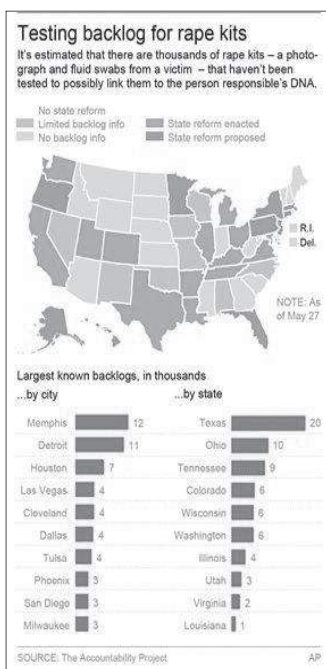 Testing backlog for rape kits
It's estimated that there are thousands of rape kits – a photo-
graph and fluid swabs from a victim – that haven't been
tested to possibly link them to the person responsible's DNA.
No state reform
Limited backlog info
No backlog info
State reform enacted
State reform proposed
R.I.
Del.
NOTE: As
of May 27
Largest known backlogs, in thousands
...by city
Memphis 12
Detroit 11
Houston 7
Las Vegas 4
Cleveland 4
Dallas 4
Tulsa 4
Phoenix 3
San Diego 3
Milwaukee 3
...by state
Texas 20
Ohio 10
Tennessee 9
Colorado 6
Wisconsin 6
Washington 6
Illinois 4
Utah 3
Virginia 2
Louisiana 1
SOURCE: The Accountability Project
AP